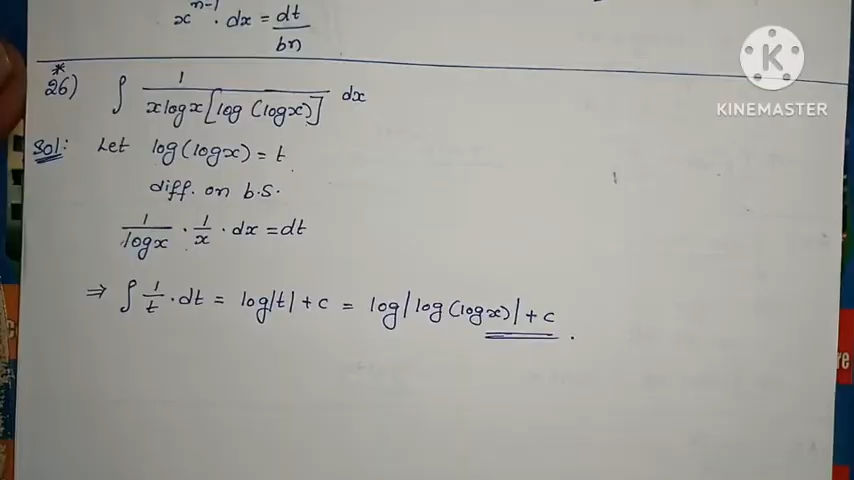 x^{n-1} · dx = dt/bn
K
KINEMASTER
*
26) ∫ 1/(x log x [log (log x)]) dx
Sol: Let log(log x) = t
diff. on b.s.
1/log x · 1/x · dx = dt
⇒ ∫ 1/t · dt = log|t| + c = log|log(log x)| + c .
re